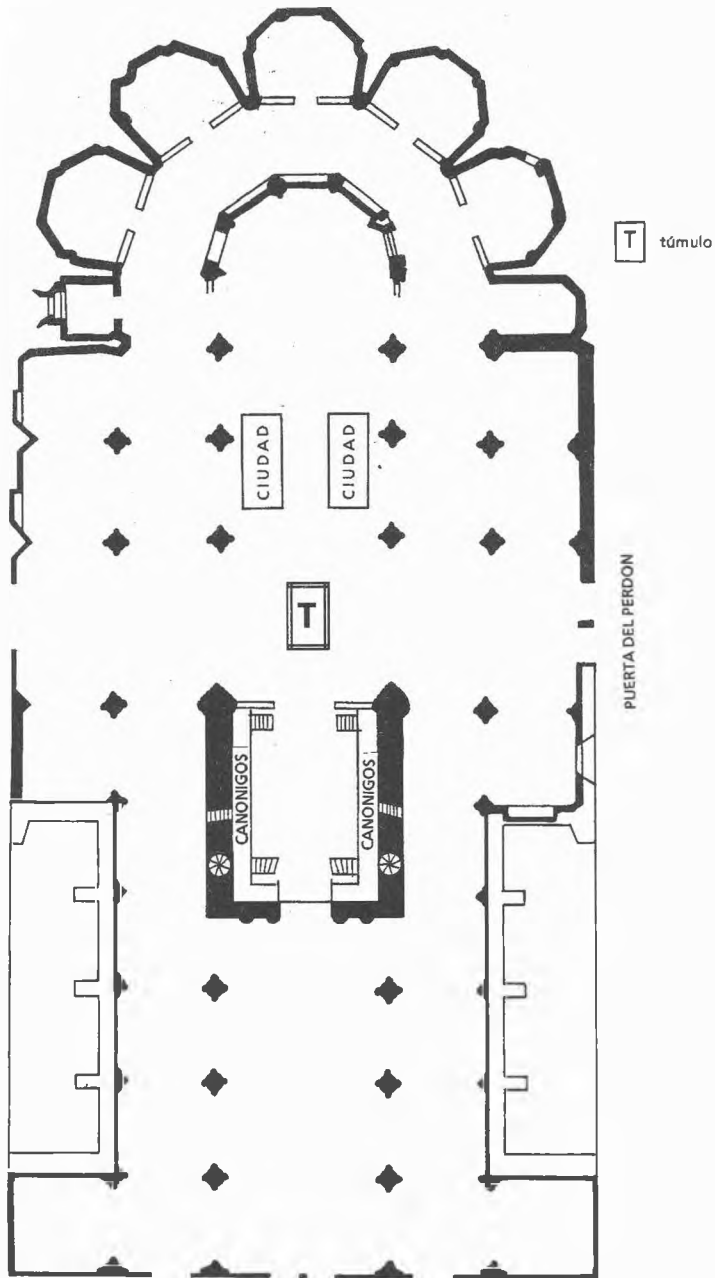 T túmulo
CIUDAD
CIUDAD
T
PUERTA DEL PERDON
CANONIGOS
CANONIGOS